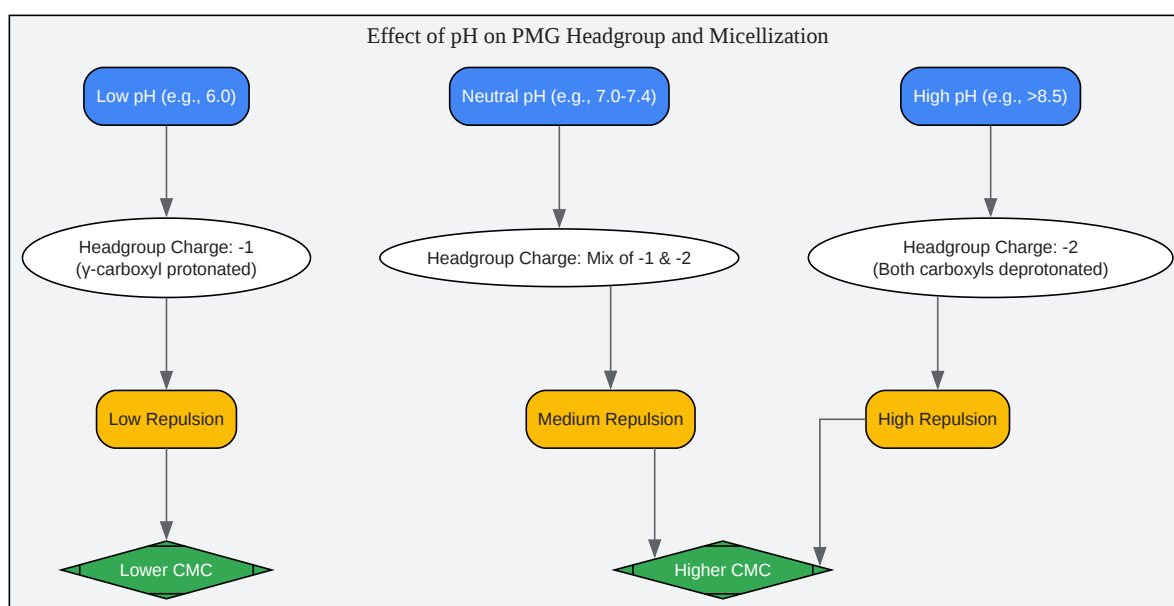 Effect of pH on PMG Headgroup and Micellization
Low pH (e.g., 6.0)
Neutral pH (e.g., 7.0-7.4)
High pH (e.g., >8.5)
Headgroup Charge: -1
(γ-carboxyl protonated)
Headgroup Charge: Mix of -1 & -2
Headgroup Charge: -2
(Both carboxyls deprotonated)
Low Repulsion
Medium Repulsion
High Repulsion
Lower CMC
Higher CMC